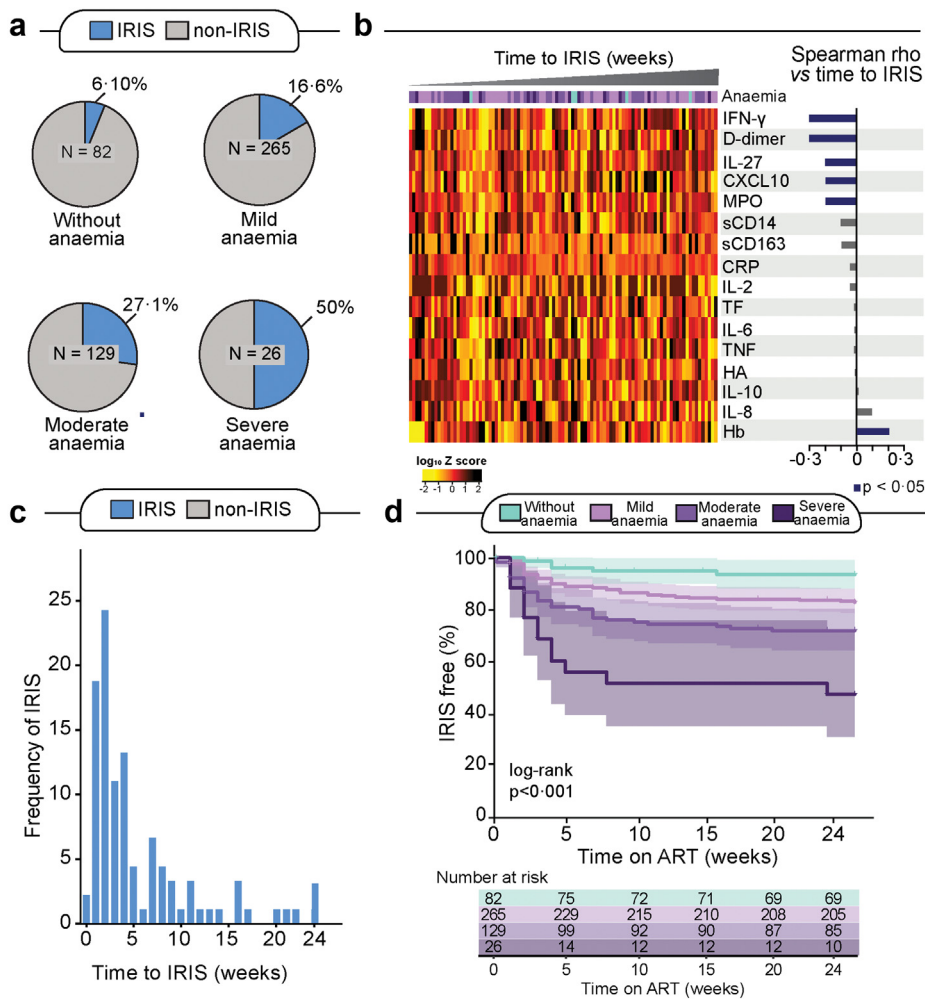 a
IRIS
non-IRIS
6·10%
N = 82
Without
anaemia
16·6%
N = 265
Mild
anaemia
27·1%
N = 129
Moderate
anaemia
50%
N = 26
Severe
anaemia
b
Time to IRIS (weeks)
Spearman rho
vs time to IRIS
Anaemia
IFN-γ
D-dimer
IL-27
CXCL10
MPO
sCD14
sCD163
CRP
IL-2
TF
IL-6
TNF
HA
IL-10
IL-8
Hb
log₁₀ Z score
-2 -1 0 1 2
-0·3 0 0·3
p < 0·05
c
IRIS
non-IRIS
Frequency of IRIS
25
20
15
10
5
0
0 5 10 15 20 24
Time to IRIS (weeks)
d
Without
anaemia
Mild
anaemia
Moderate
anaemia
Severe
anaemia
IRIS free (%)
100
80
60
40
20
0
log-rank
p<0·001
0 5 10 15 20 24
Time on ART (weeks)
Number at risk
82 75 72 71 69 69
265 229 215 210 208 205
129 99 92 90 87 85
26 14 12 12 12 10
0 5 10 15 20 24
Time on ART (weeks)